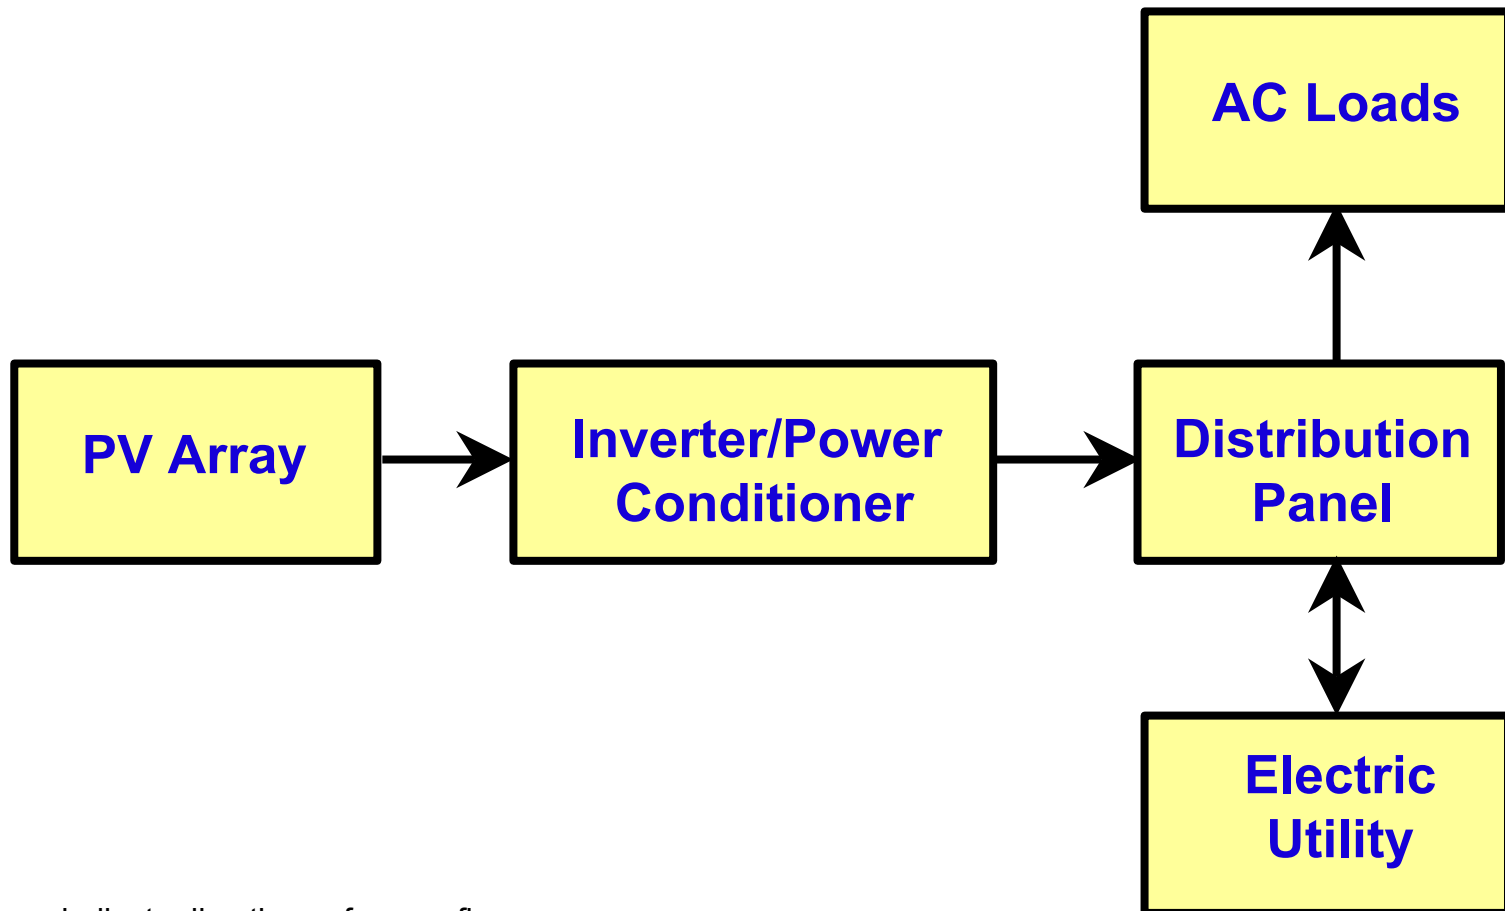 AC Loads
PV Array
Inverter/Power
Conditioner
Distribution
Panel
Electric
Utility